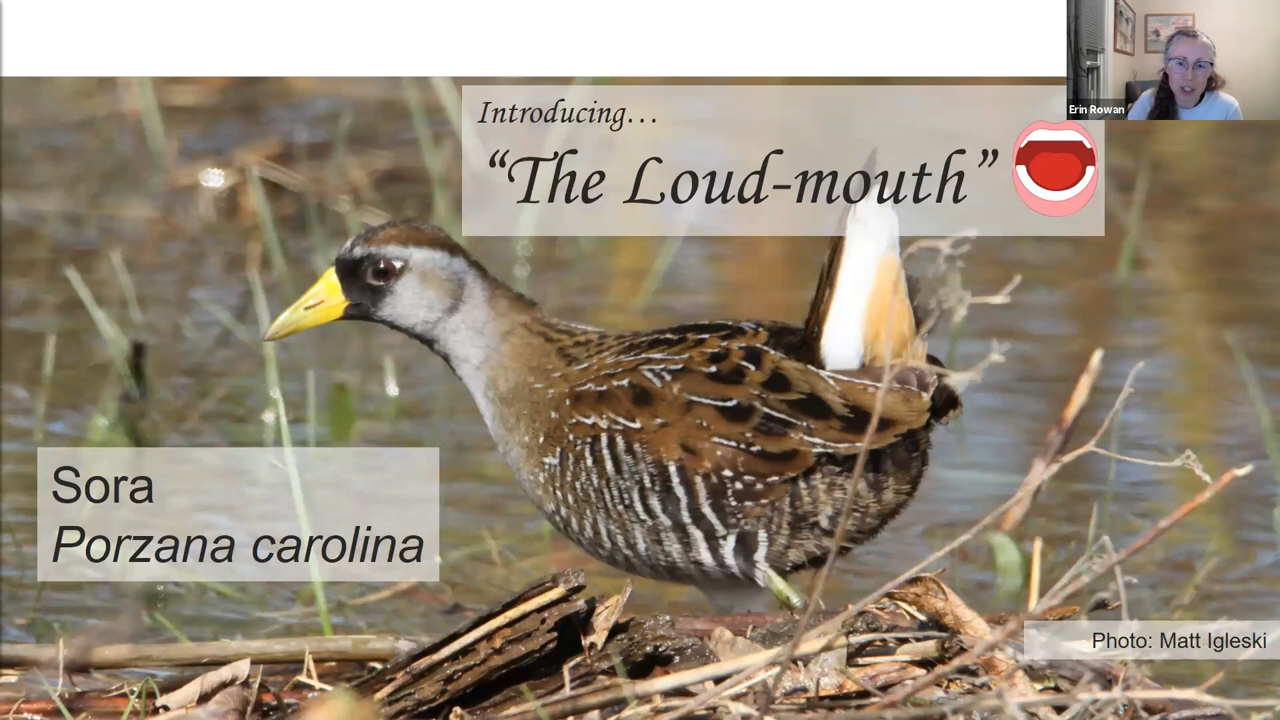 Introducing…
“The Loud-mouth”
Erin Rowan
Sora
Porzana carolina
Photo: Matt Igleski